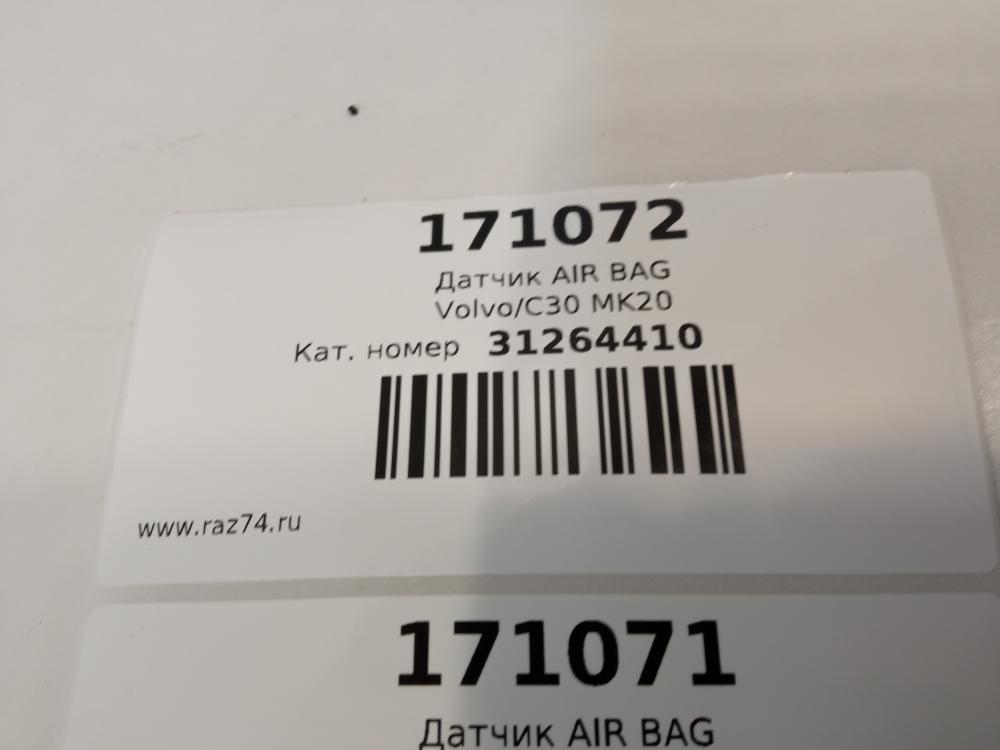 171072
Датчик AIR BAG
Volvo/C30 MK20
Кат. номер 31264410
www.raz74.ru
171071
Датчик AIR BAG